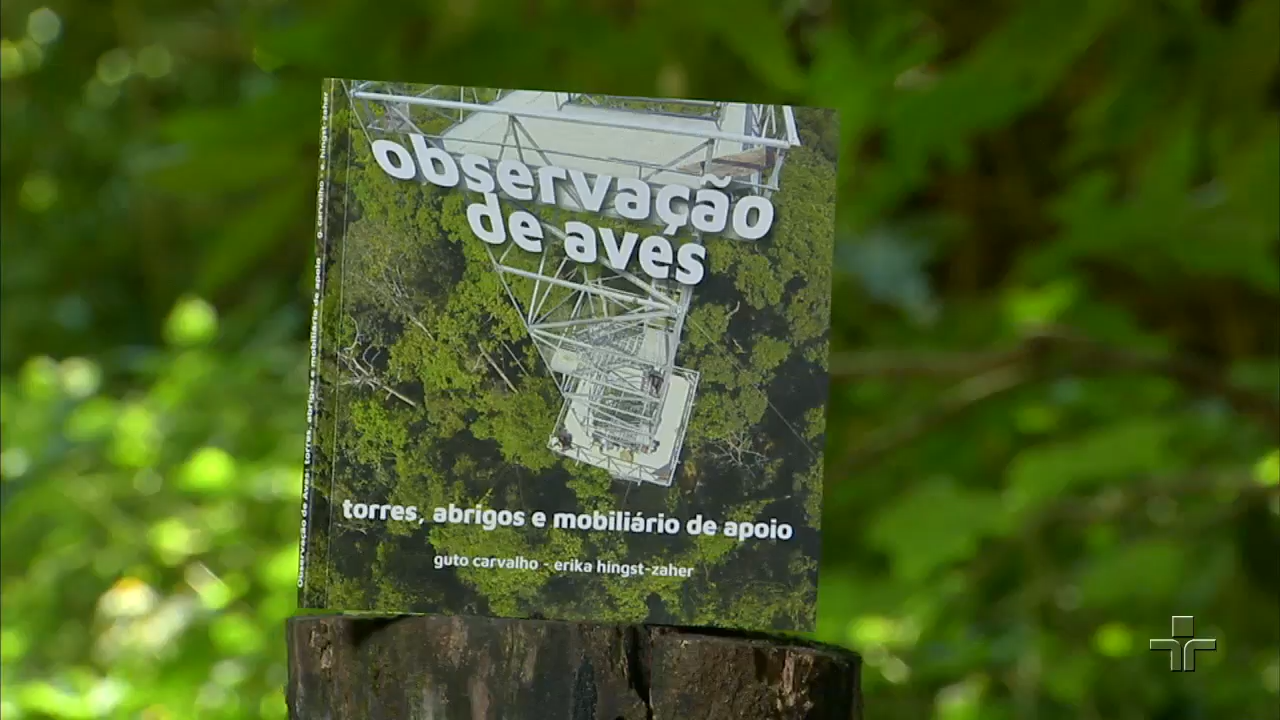 observação
de aves
torres, abrigos e mobiliário de apoio
guto carvalho - erika hingst-zaher
Observação de Aves torres, abrigos e mobiliário de apoio g. carvalho e e. hingst-zaher